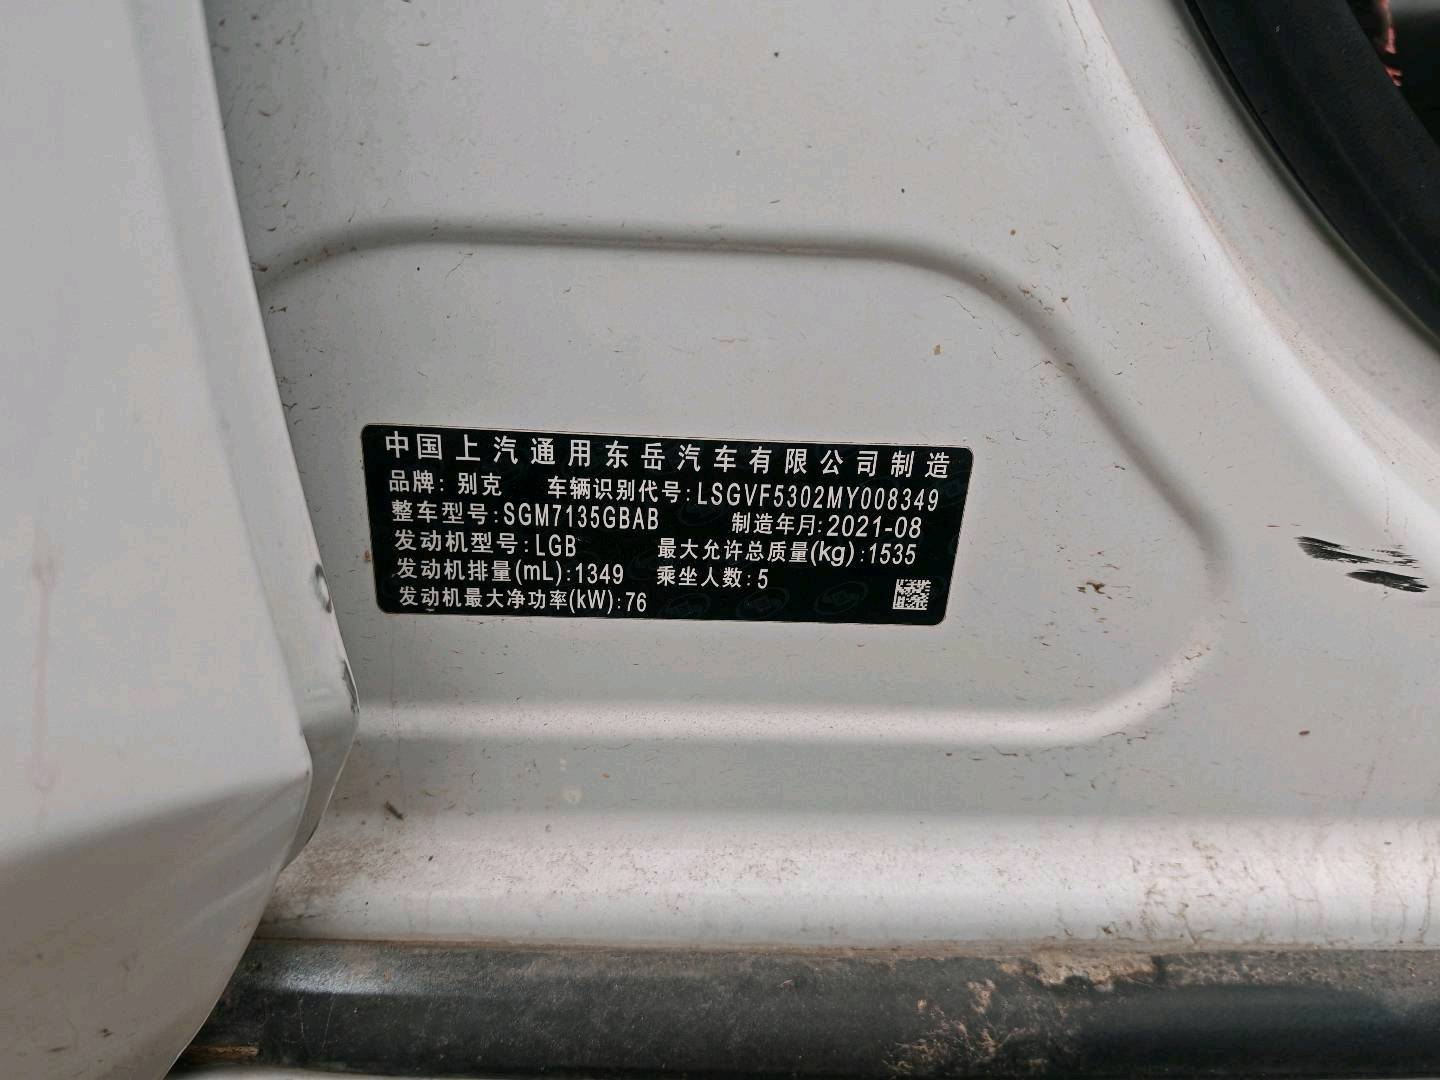 中国上汽通用东岳汽车有限公司制造
品牌: 别克 车辆识别代号:LSGVF5302MY008349
整车型号:SGM7135GBAB 制造年月:2021-08
发动机型号:LGB 最大允许总质量(kg):1535
发动机排量(mL):1349 乘坐人数:5
发动机最大净功率(kW):76